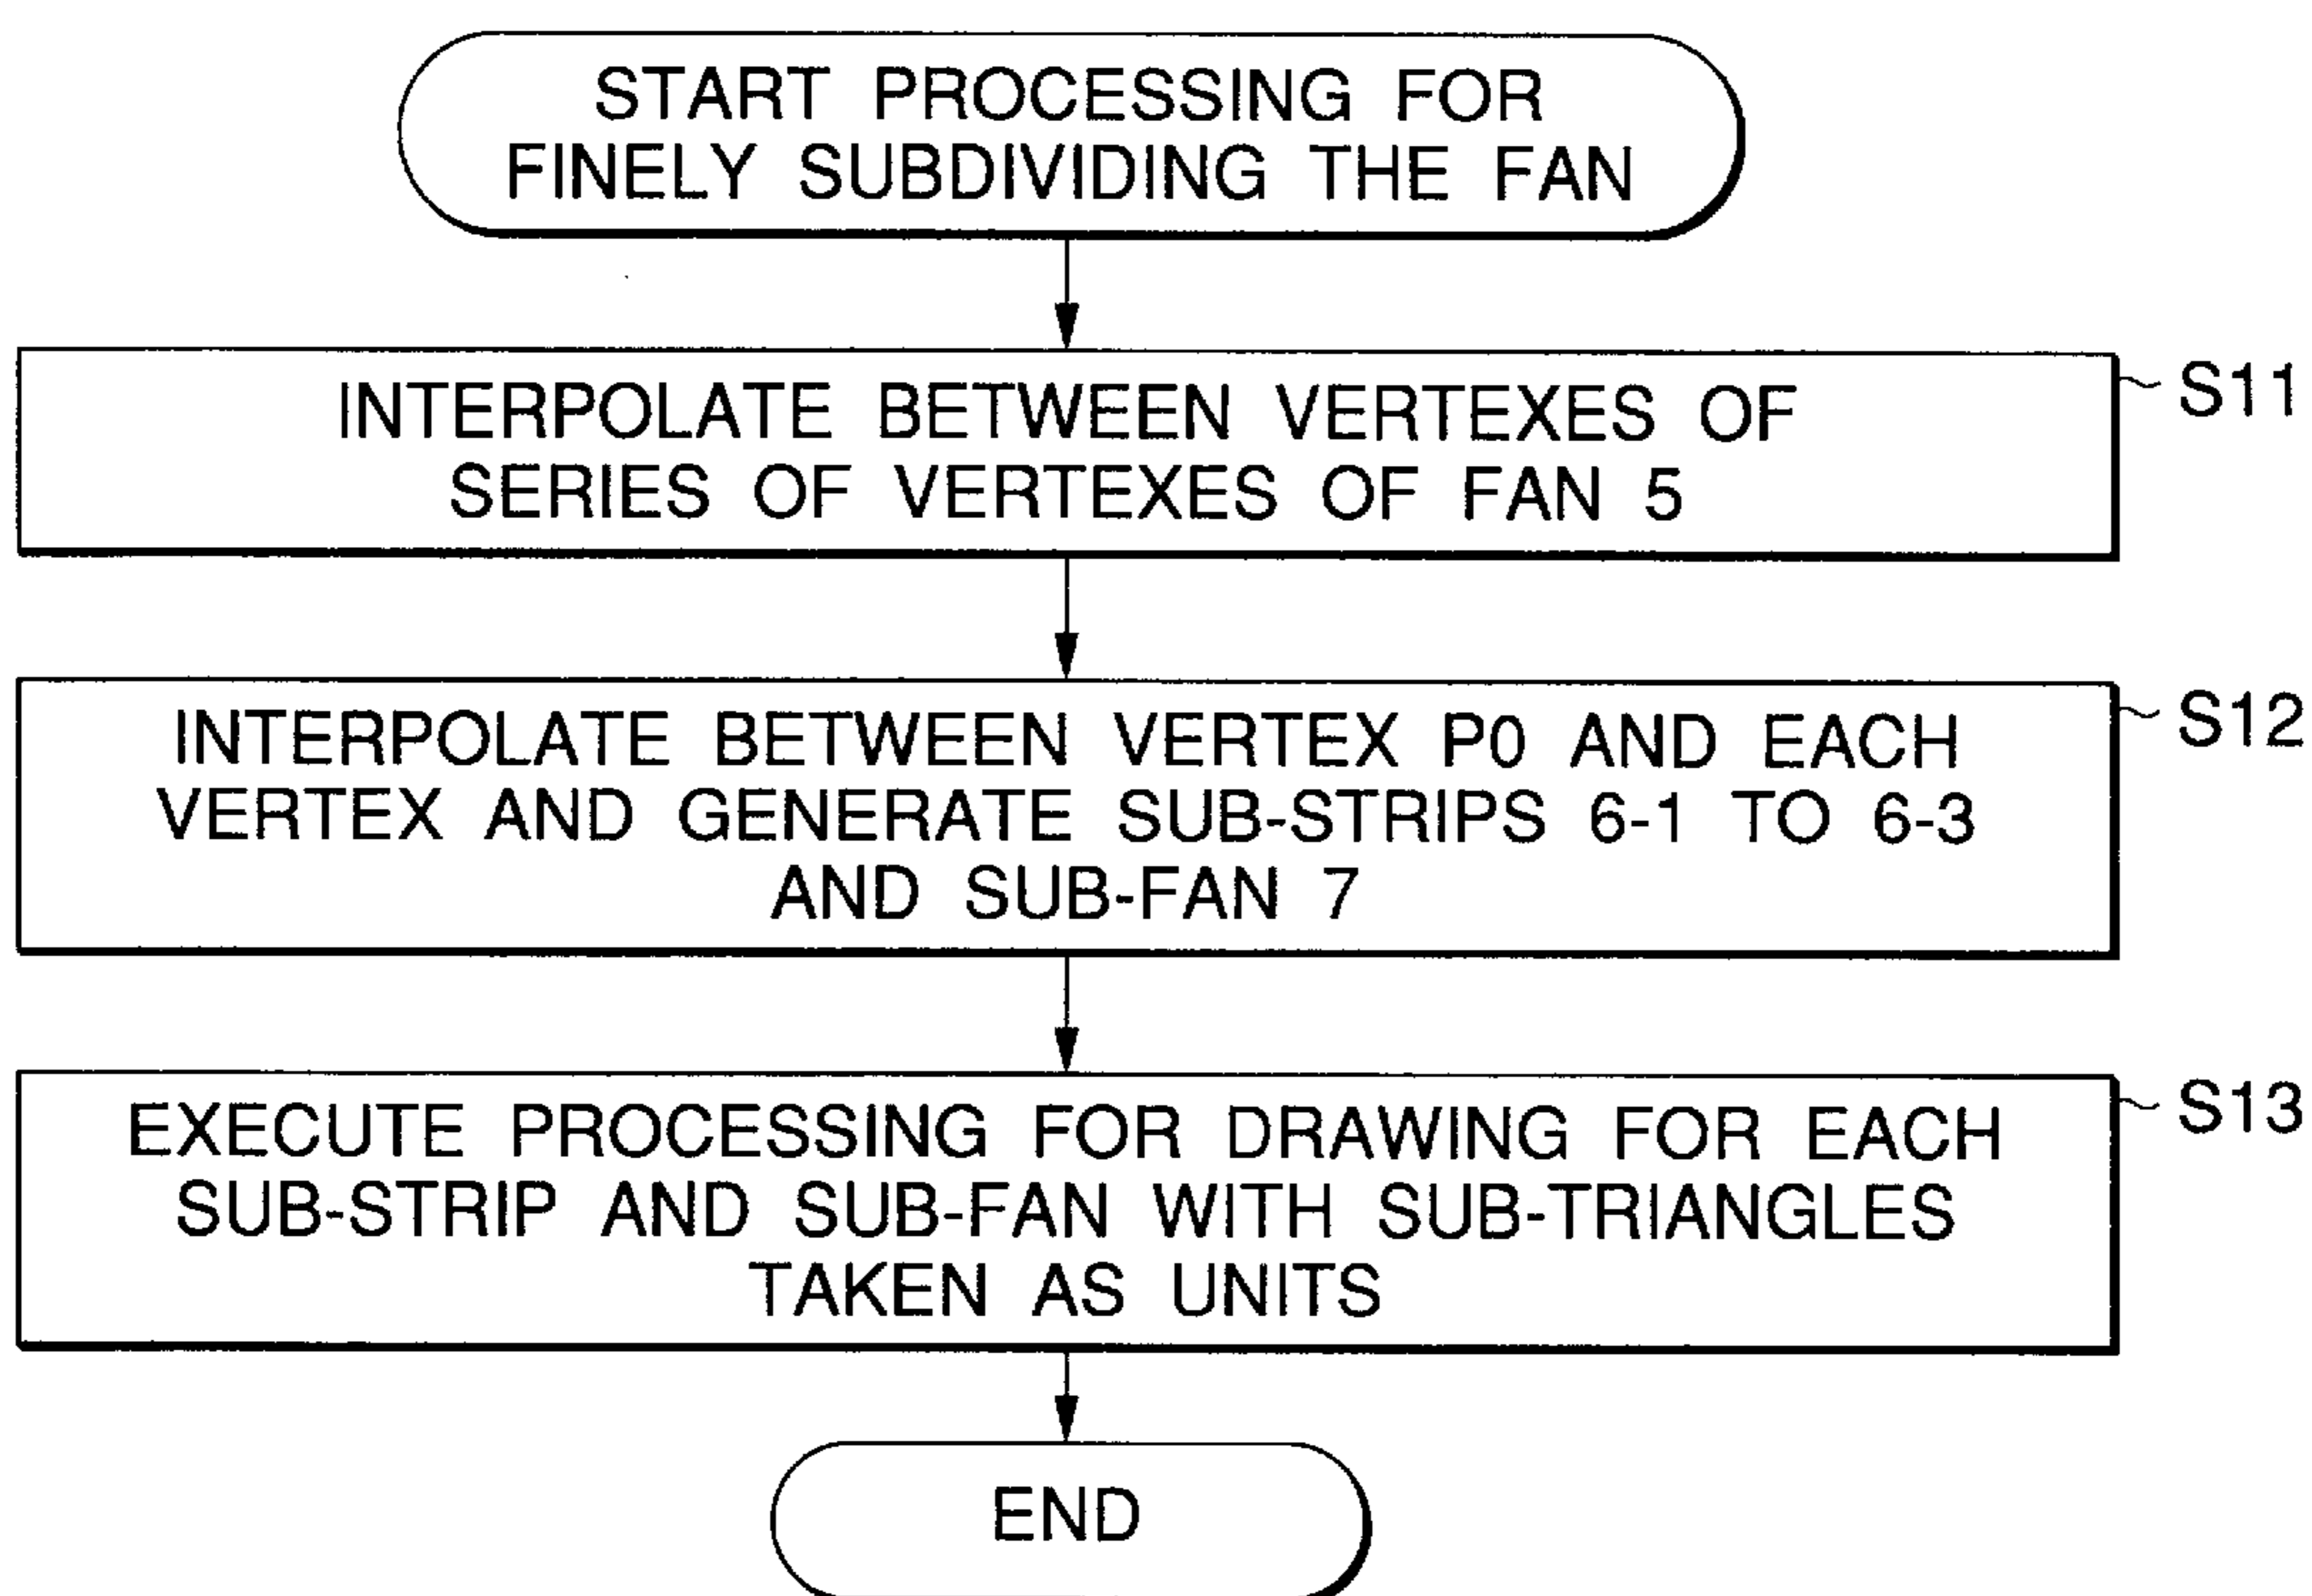 START PROCESSING FOR
FINELY SUBDIVIDING THE FAN
INTERPOLATE BETWEEN VERTEXES OF
SERIES OF VERTEXES OF FAN 5
S11
INTERPOLATE BETWEEN VERTEX P0 AND EACH
VERTEX AND GENERATE SUB-STRIPS 6-1 TO 6-3
AND SUB-FAN 7
S12
EXECUTE PROCESSING FOR DRAWING FOR EACH
SUB-STRIP AND SUB-FAN WITH SUB-TRIANGLES
TAKEN AS UNITS
S13
END